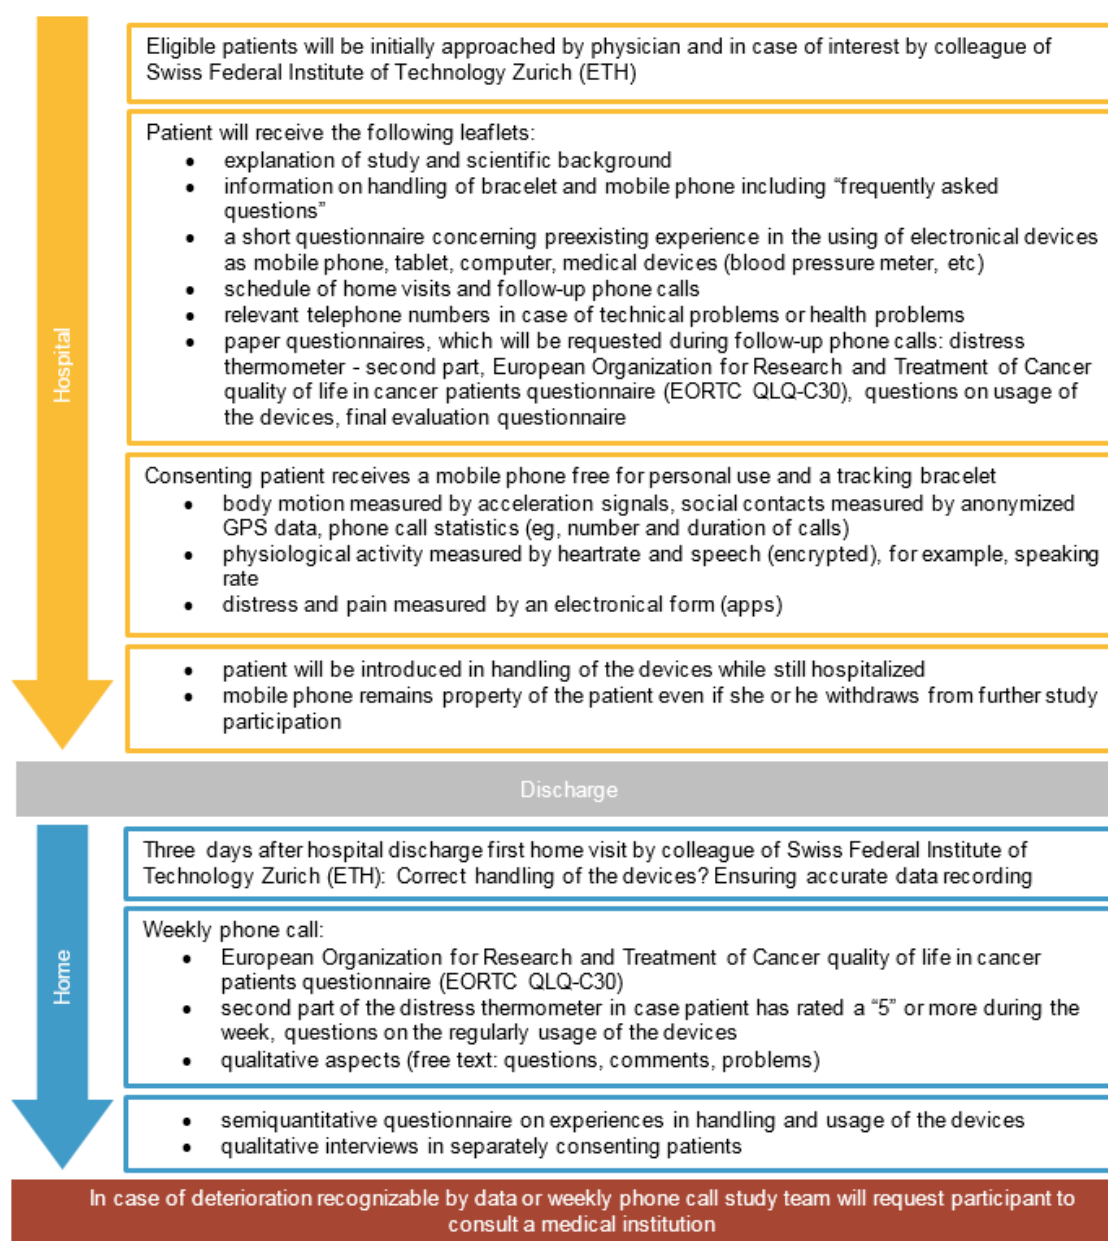 Hospital
Eligible patients will be initially approached by physician and in case of interest by colleague of
Swiss Federal Institute of Technology Zurich (ETH)
Patient will receive the following leaflets:
• explanation of study and scientific background
• information on handling of bracelet and mobile phone including “frequently asked
questions”
• a short questionnaire concerning preexisting experience in the using of electronical devices
as mobile phone, tablet, computer, medical devices (blood pressure meter, etc)
• schedule of home visits and follow-up phone calls
• relevant telephone numbers in case of technical problems or health problems
• paper questionnaires, which will be requested during follow-up phone calls: distress
thermometer - second part, European Organization for Research and Treatment of Cancer
quality of life in cancer patients questionnaire (EORTC QLQ-C30), questions on usage of
the devices, final evaluation questionnaire
Consenting patient receives a mobile phone free for personal use and a tracking bracelet
• body motion measured by acceleration signals, social contacts measured by anonymized
GPS data, phone call statistics (eg, number and duration of calls)
• physiological activity measured by heartrate and speech (encrypted), for example, speaking
rate
• distress and pain measured by an electronical form (apps)
• patient will be introduced in handling of the devices while still hospitalized
• mobile phone remains property of the patient even if she or he withdraws from further study
participation
Discharge
Home
Three days after hospital discharge first home visit by colleague of Swiss Federal Institute of
Technology Zurich (ETH): Correct handling of the devices? Ensuring accurate data recording
Weekly phone call:
• European Organization for Research and Treatment of Cancer quality of life in cancer
patients questionnaire (EORTC QLQ-C30)
• second part of the distress thermometer in case patient has rated a “5” or more during the
week, questions on the regularly usage of the devices
• qualitative aspects (free text: questions, comments, problems)
• semiquantitative questionnaire on experiences in handling and usage of the devices
• qualitative interviews in separately consenting patients
In case of deterioration recognizable by data or weekly phone call study team will request participant to
consult a medical institution